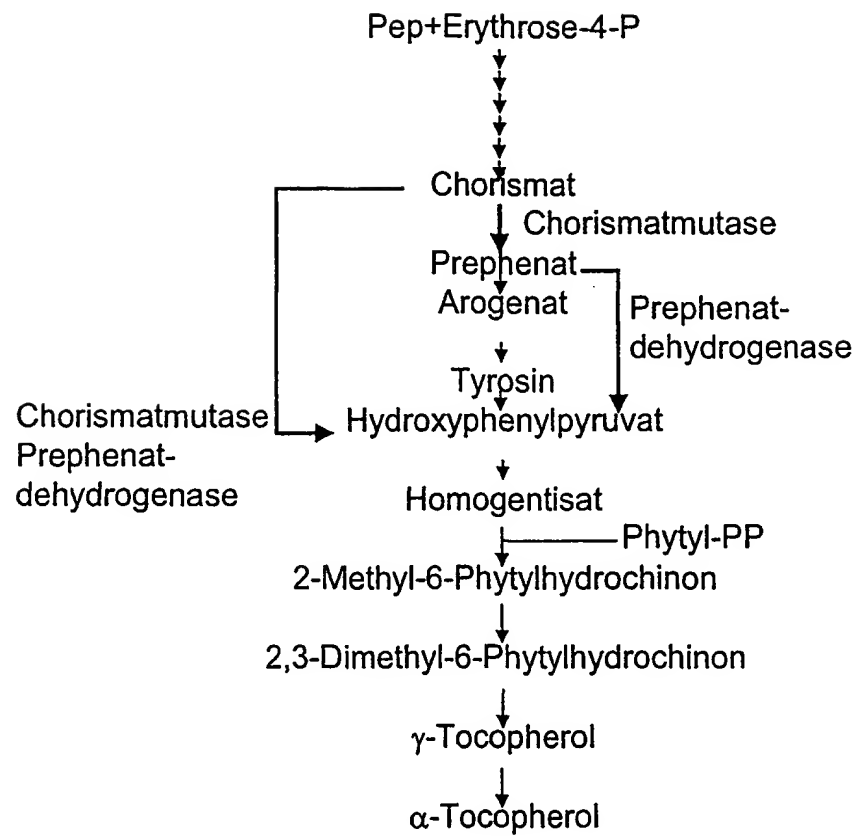 Pep+Erythrose-4-P
Chorismat
Chorismatmutase
Prephenat
Arogenat
Prephenat-
dehydrogenase
Tyrosin
Hydroxyphenylpyruvat
Chorismatmutase
Prephenat-
dehydrogenase
Homogentisat
Phytyl-PP
2-Methyl-6-Phytylhydrochinon
2,3-Dimethyl-6-Phytylhydrochinon
γ-Tocopherol
α-Tocopherol